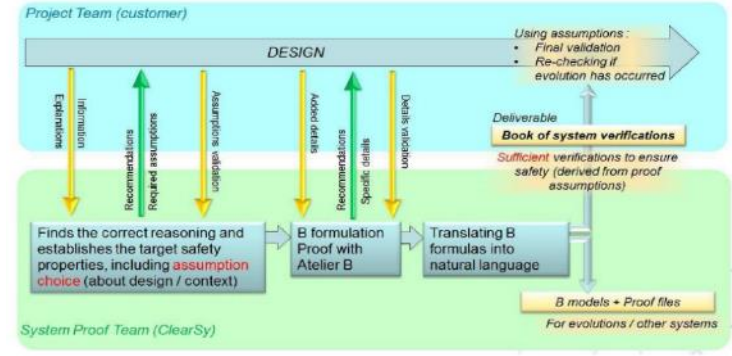 Project Team (customer)
Using assumptions :
• Final validation
• Re-checking if
evolution has occurred
DESIGN
Information
Explanations
Recommendations
Required assumptions
Assumptions validation
Added details
Recommendations
Specific details
Details validation
Deliverable
Book of system verifications
Sufficient verifications to ensure
safety (derived from proof
assumptions)
Finds the correct reasoning and
establishes the target safety
properties, including assumption
choice (about design / context)
B formulation
Proof with
Atelier B
Translating B
formulas into
natural language
B models + Proof files
For evolutions / other systems
System Proof Team (ClearSy)